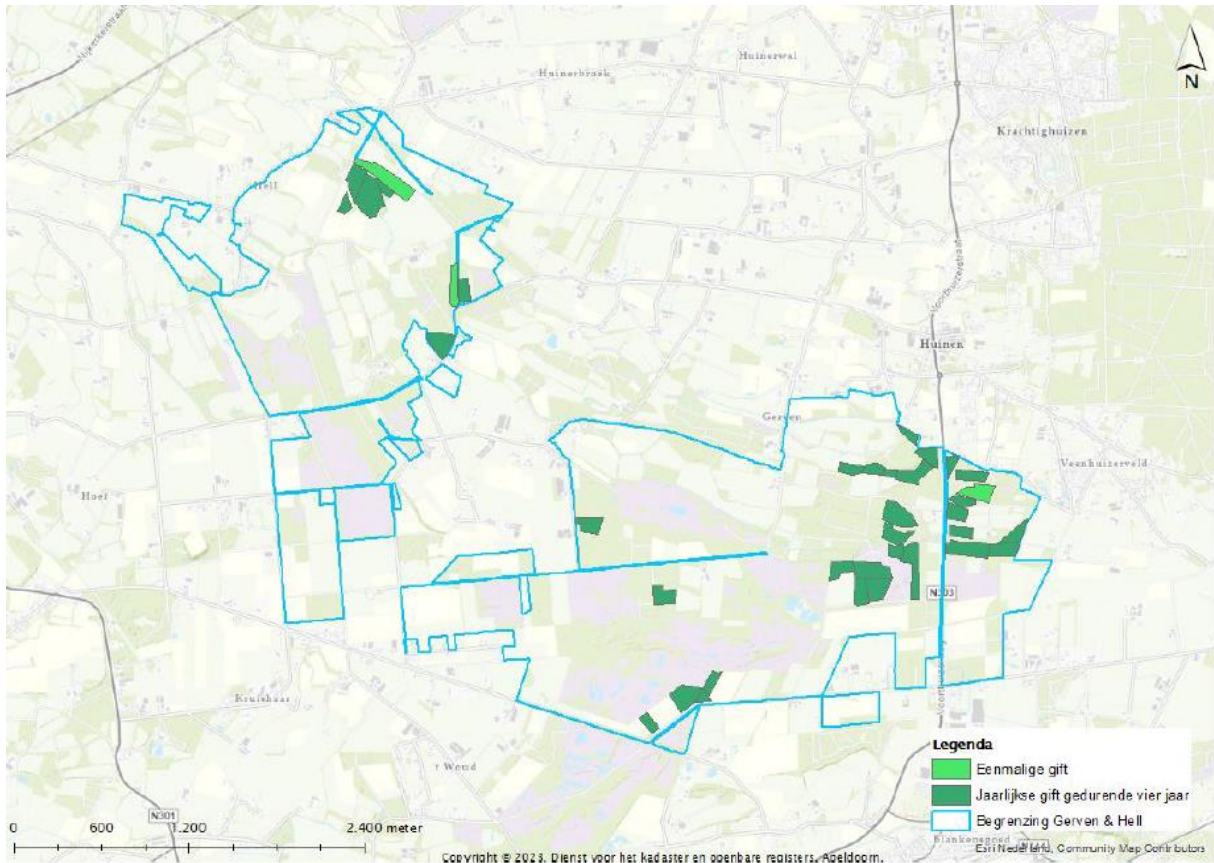 Nijkerkerstraat
Huinerwal
Huinerbroek
N
Krachtighuizen
Hell
Voorthuizerstraat
Huinen
Gerven
Veenhuizerveld
Hoef
N303
Kruishaar
't Woud
Legenda
Eenmalige gift
Jaarlijkse gift gedurende vier jaar
Begrenzing Gerven & Hell
N301
0 600 1.200 2.400 meter
Blankensgoed
Esri Nederland, Community Map Contributors
Copyright © 2023, Dienst voor het kadaster en openbare registers, Apeldoorn.